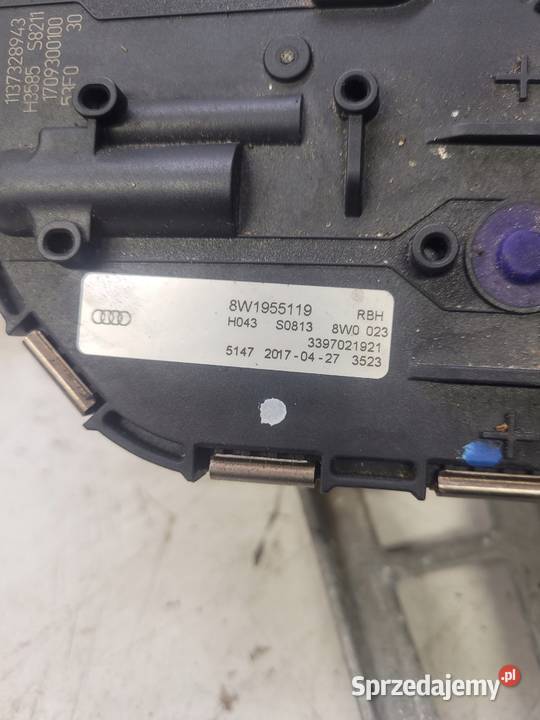 1137328943
H3585 S8211
1709300100
53F0 30
8W1955119 RBH
H043 S0813 8W0 023
3397021921
5147 2017-04-27 3523
Sprzedajemy.pl